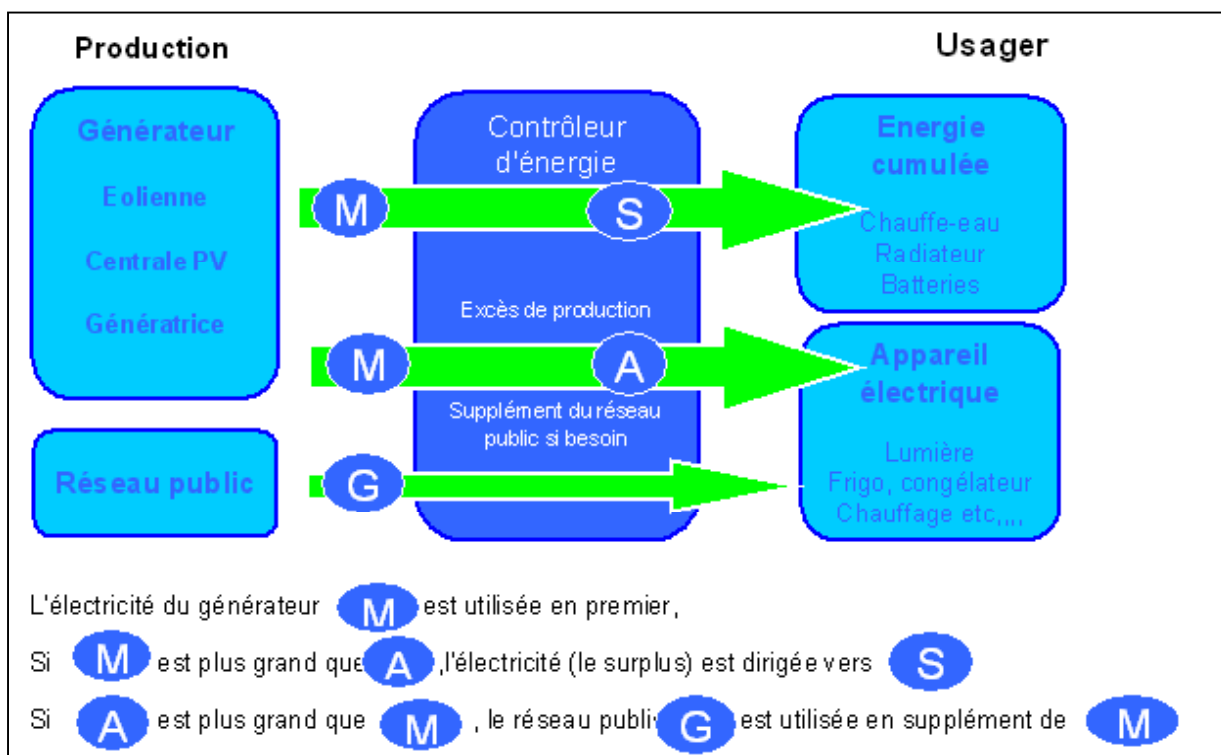 Production
Usager
Générateur
Eolienne
Centrale PV
Génératrice
Réseau public
Contrôleur
d'énergie
M
S
Excès de production
M
A
Supplément du réseau
public si besoin
G
Energie
cumulée
Chauffe-eau
Radiateur
Batteries
Appareil
électrique
Lumière
Frigo, congélateur
Chauffage etc,,,,
L'électricité du générateur M est utilisée en premier,
Si M est plus grand que A ,l'électricité (le surplus) est dirigée vers S
Si A est plus grand que M , le réseau publi G est utilisée en supplément de M